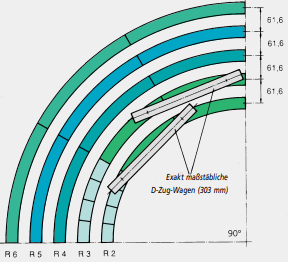 61,6
61,6
61,6
61,6
Exakt maßstäbliche
D-Zug-Wagen (303 mm)
90°
R 6
R 5
R 4
R 3
R 2